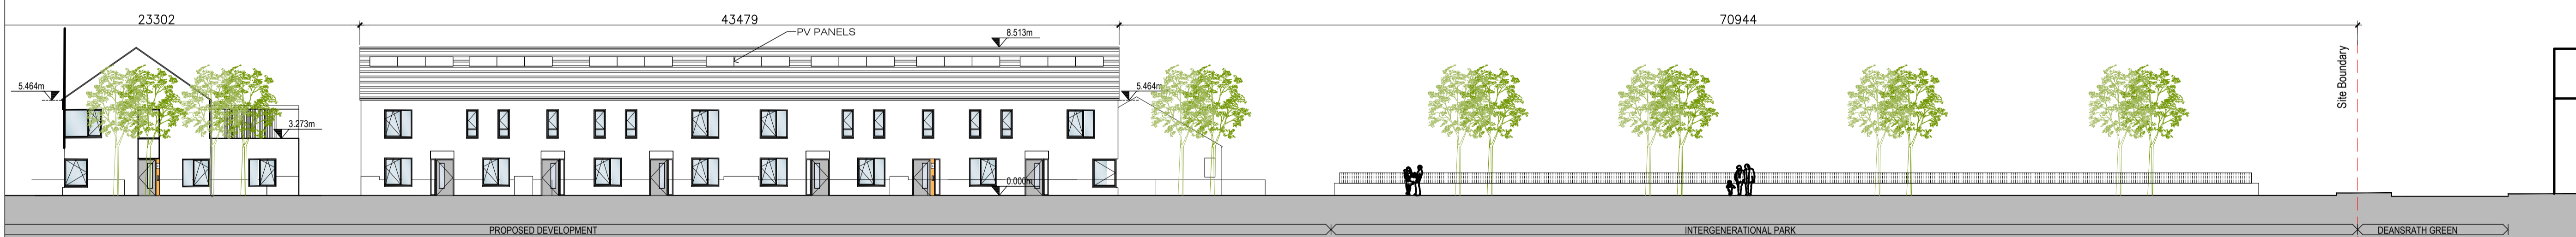 23302
43479
70944
PV PANELS
8.513m
5.464m
5.464m
3.273m
0.000m
Site Boundary
PROPOSED DEVELOPMENT
INTERGENERATIONAL PARK
DEANSRATH GREEN